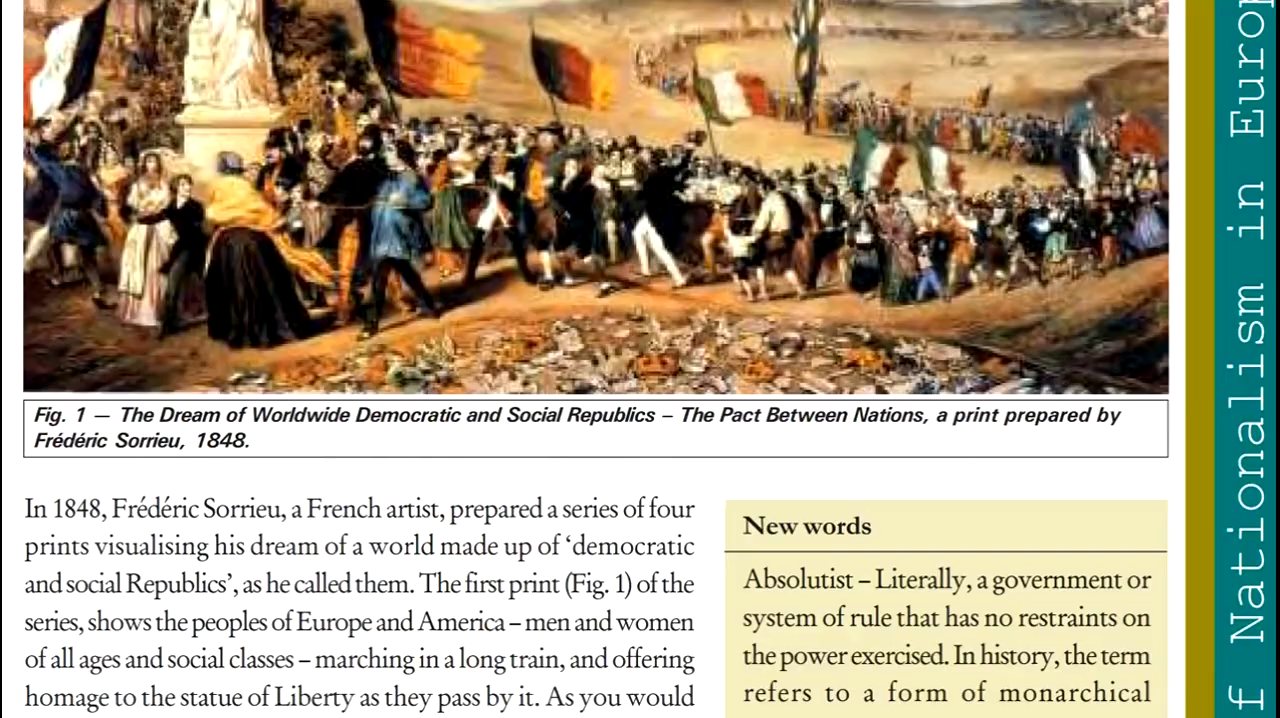 Fig. 1 — The Dream of Worldwide Democratic and Social Republics – The Pact Between Nations, a print prepared by
Frédéric Sorrieu, 1848.
In 1848, Frédéric Sorrieu, a French artist, prepared a series of four
prints visualising his dream of a world made up of ‘democratic
and social Republics’, as he called them. The first print (Fig. 1) of the
series, shows the peoples of Europe and America – men and women
of all ages and social classes – marching in a long train, and offering
homage to the statue of Liberty as they pass by it. As you would
New words
Absolutist – Literally, a government or
system of rule that has no restraints on
the power exercised. In history, the term
refers to a form of monarchical
f Nationalism in Europ